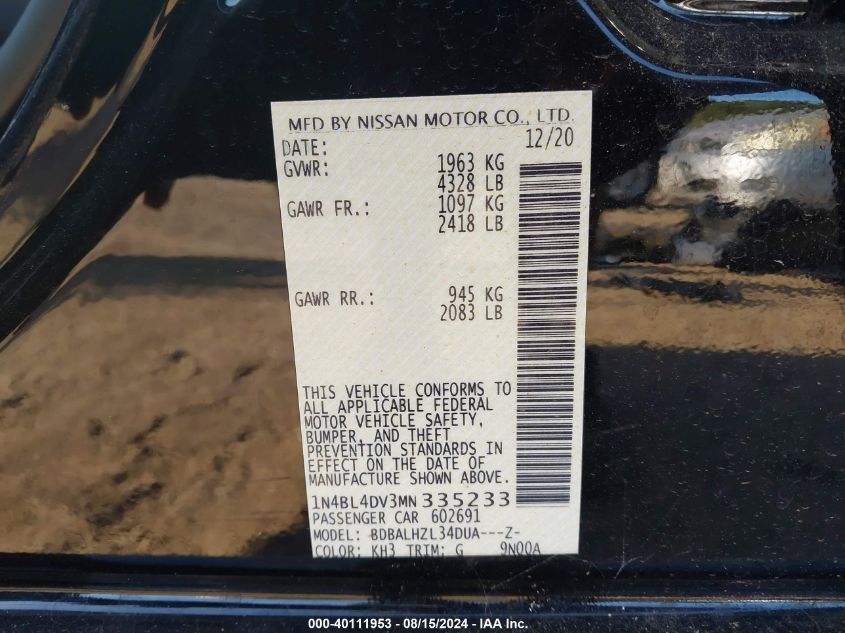 MFD BY NISSAN MOTOR CO., LTD.
DATE: 12/20
GVWR: 1963 KG
4328 LB
GAWR FR.: 1097 KG
2418 LB
GAWR RR.: 945 KG
2083 LB
THIS VEHICLE CONFORMS TO
ALL APPLICABLE FEDERAL
MOTOR VEHICLE SAFETY,
BUMPER, AND THEFT
PREVENTION STANDARDS IN
EFFECT ON THE DATE OF
MANUFACTURE SHOWN ABOVE.
1N4BL4DV3MN335233
PASSENGER CAR 602691
MODEL: BDBALHZL34DUA---Z-
COLOR: KH3 TRIM: G 9N00A
000-40111953 - 08/15/2024 - IAA Inc.